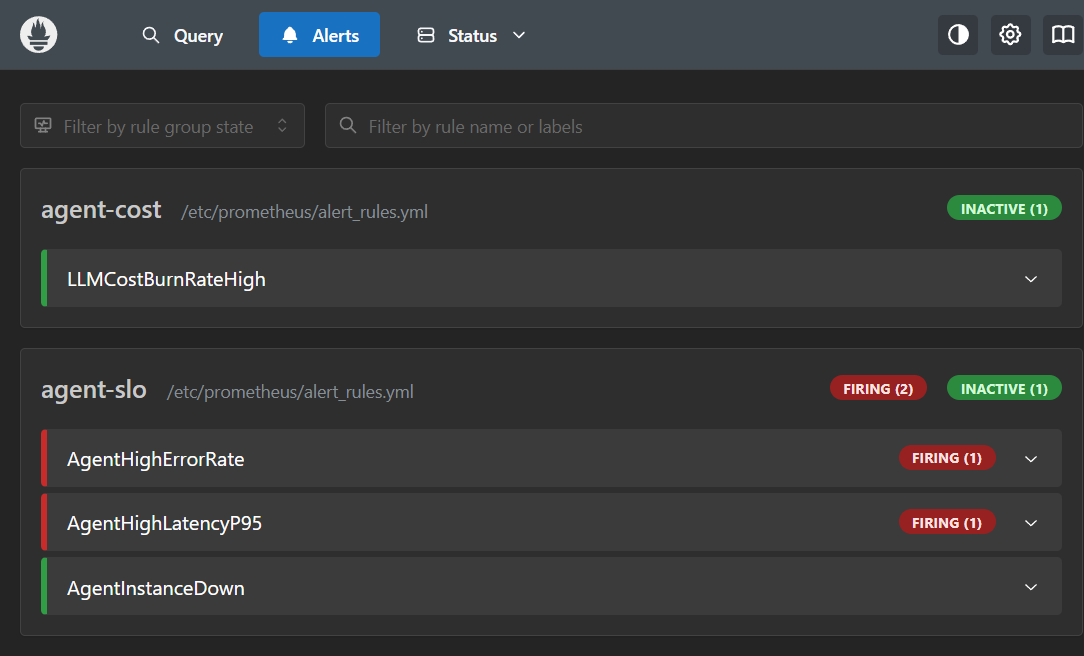 Query Alerts Status
Filter by rule group state Filter by rule name or labels
agent-cost /etc/prometheus/alert_rules.yml INACTIVE (1)
LLMCostBurnRateHigh
agent-slo /etc/prometheus/alert_rules.yml FIRING (2) INACTIVE (1)
AgentHighErrorRate FIRING (1)
AgentHighLatencyP95 FIRING (1)
AgentInstanceDown